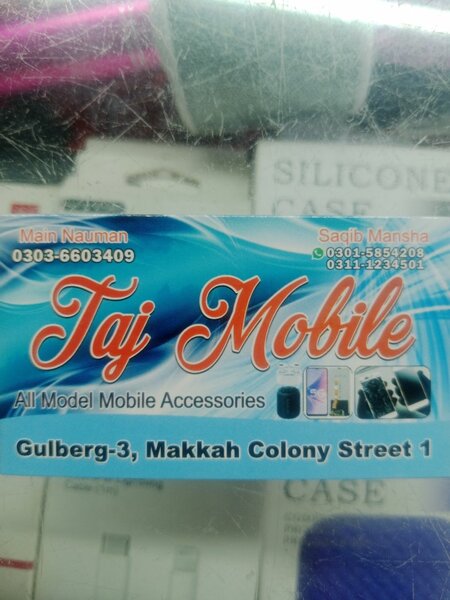 SILICONE
CASE
Main Nauman
0303-6603409
Saqib Mansha
0301-5854208
0311-1234501
Taj Mobile
All Model Mobile Accessories
Gulberg-3, Makkah Colony Street 1
CASE